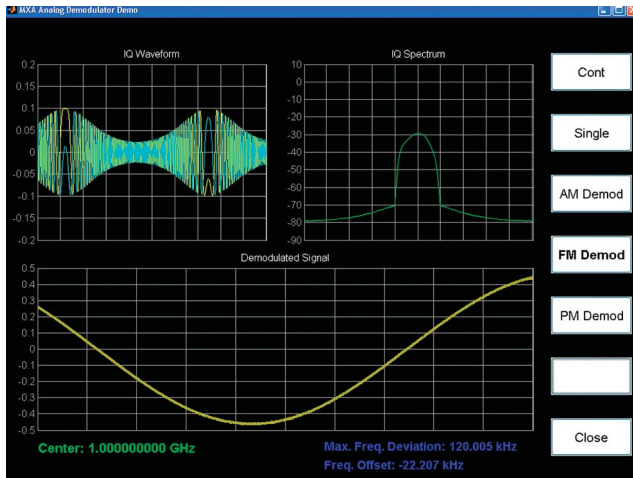 MXA Analog Demodulator Demo
IQ Waveform
0.2
0.15
0.1
0.05
0
-0.05
-0.1
-0.15
-0.2
IQ Spectrum
10
0
-10
-20
-30
-40
-50
-60
-70
-80
-90
Cont
Single
AM Demod
FM Demod
PM Demod
Close
Demodulated Signal
0.5
0.4
0.3
0.2
0.1
0
-0.1
-0.2
-0.3
-0.4
-0.5
Center: 1.000000000 GHz
Max. Freq. Deviation: 120.005 kHz
Freq. Offset: -22.207 kHz